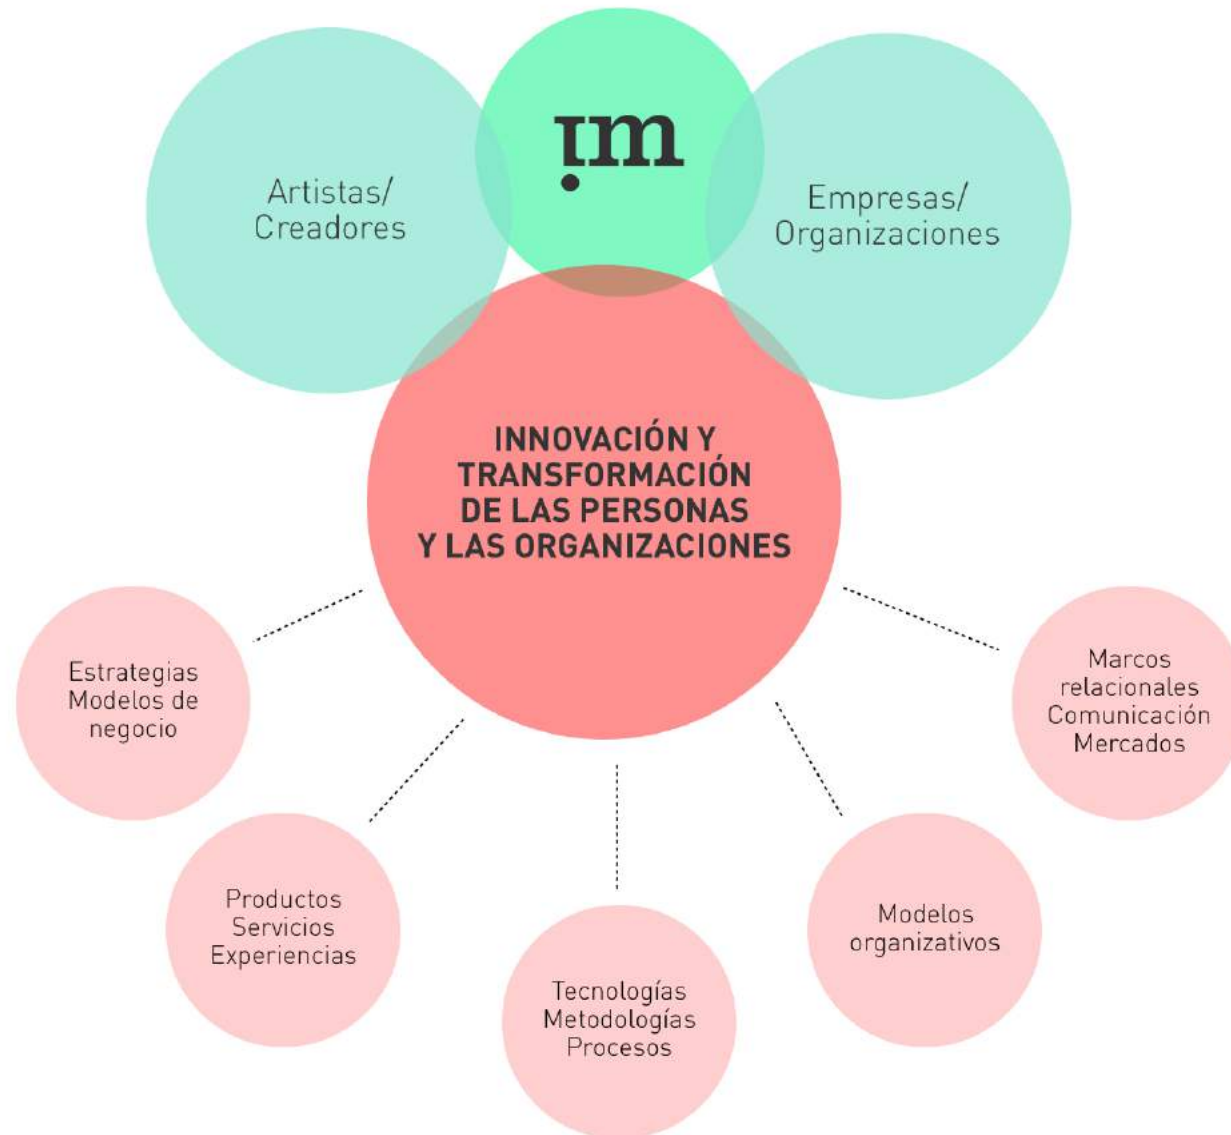 im
Artistas/
Creadores
Empresas/
Organizaciones
INNOVACIÓN Y
TRANSFORMACIÓN
DE LAS PERSONAS
Y LAS ORGANIZACIONES
Estrategias
Modelos de
negocio
Productos
Servicios
Experiencias
Tecnologías
Metodologías
Procesos
Modelos
organizativos
Marcos
relacionales
Comunicación
Mercados